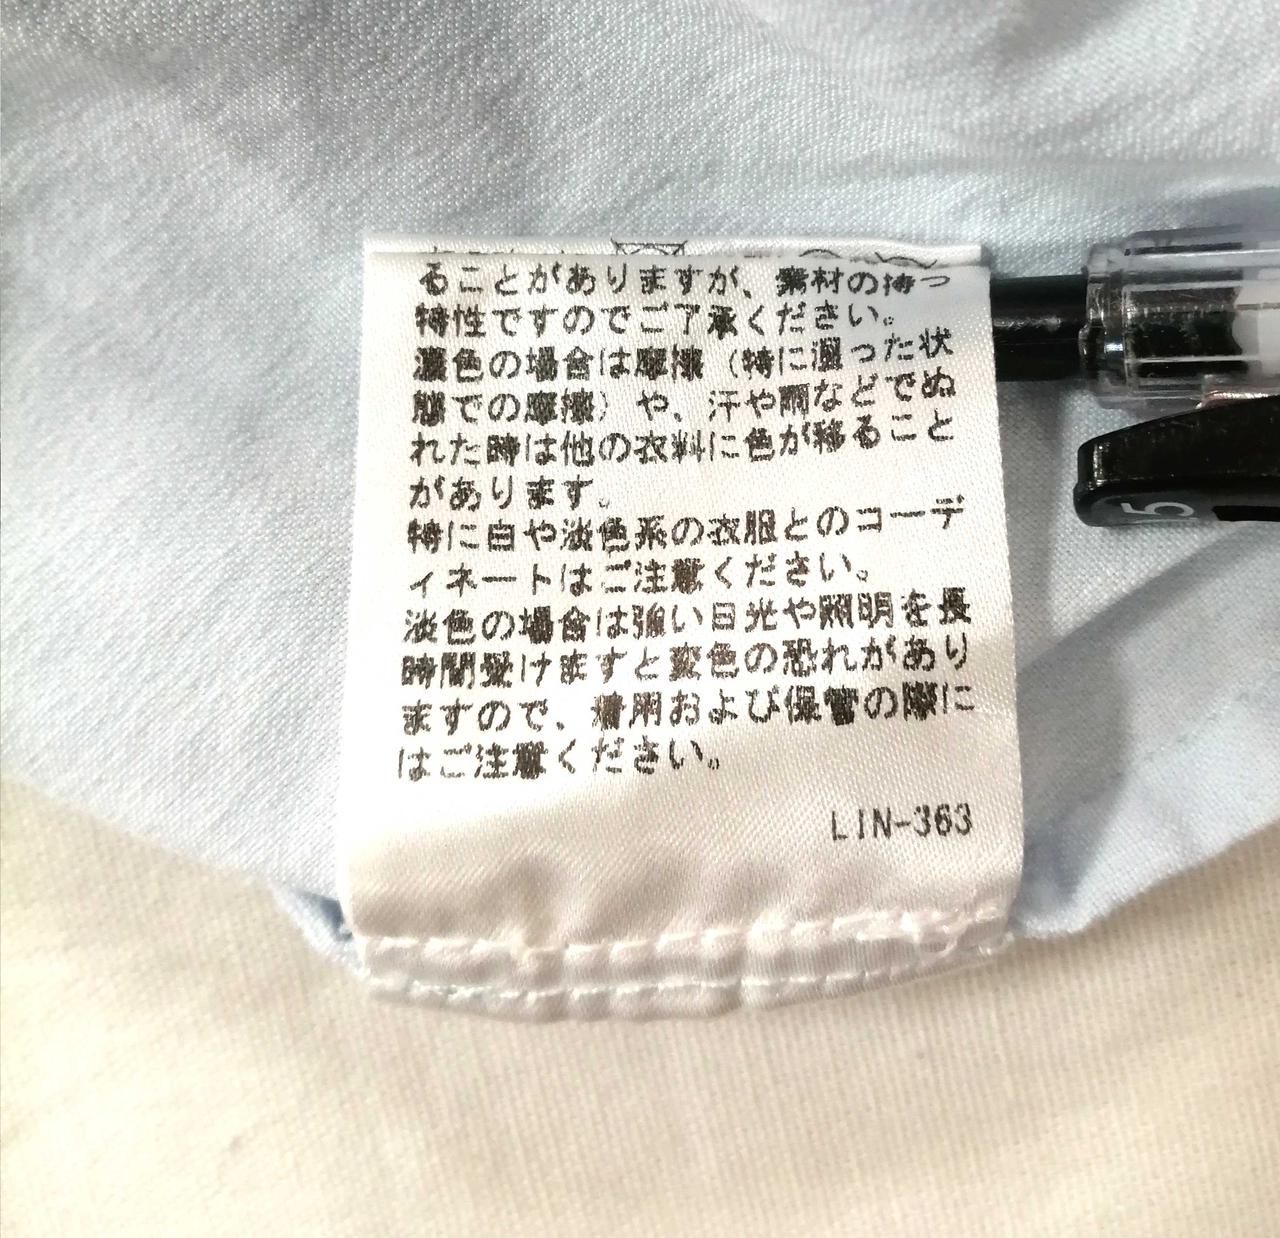 ることがありますが、素材の持つ
特性ですのでご了承ください。
濃色の場合は摩擦（特に湿った状
態での摩擦）や、汗や雨などでぬ
れた時は他の衣料に色が移ること
があります。
特に白や淡色系の衣服とのコーデ
ィネートはご注意ください。
淡色の場合は強い日光や照明を長
時間受けますと変色の恐れがあり
ますので、着用および保管の際に
はご注意ください。
LIN-363
5